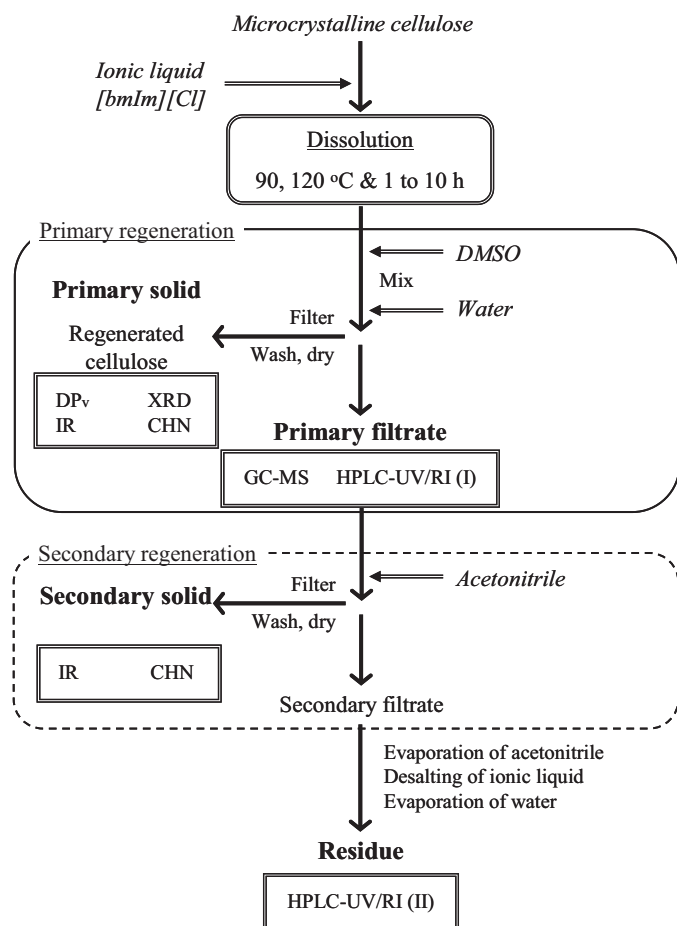 Microcrystalline cellulose
Ionic liquid
[bmIm][Cl]
Dissolution
90, 120 °C & 1 to 10 h
Primary regeneration
DMSO
Mix
Primary solid
Water
Filter
Regenerated
cellulose
Wash, dry
DPv XRD
IR CHN
Primary filtrate
GC-MS HPLC-UV/RI (I)
Secondary regeneration
Acetonitrile
Filter
Secondary solid
Wash, dry
IR CHN
Secondary filtrate
Evaporation of acetonitrile
Desalting of ionic liquid
Evaporation of water
Residue
HPLC-UV/RI (II)